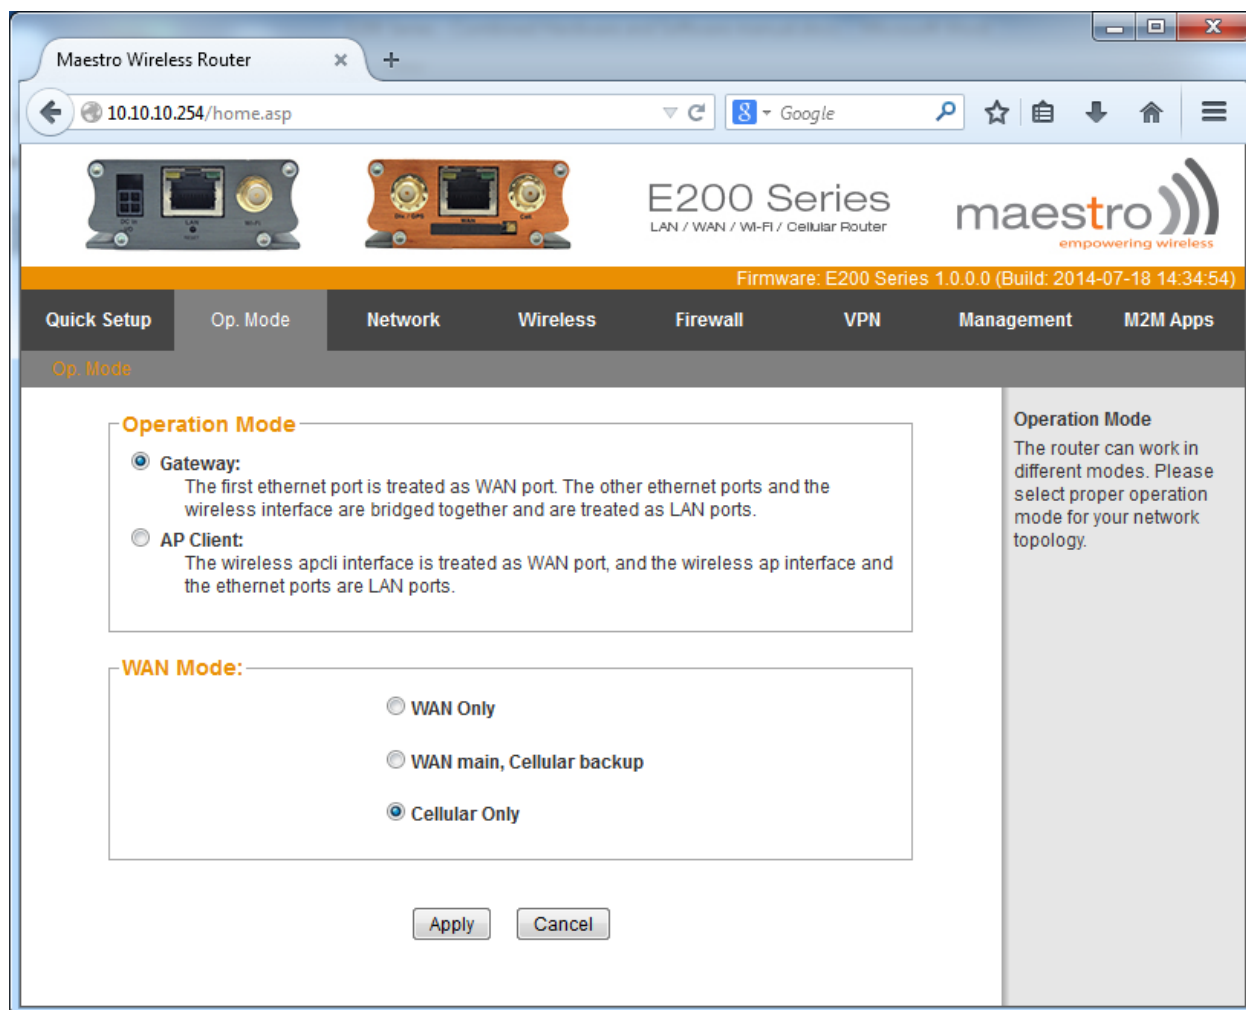 Maestro Wireless Router
10.10.10.254/home.asp
Google
E200 Series
LAN / WAN / Wi-Fi / Cellular Router
maestro
empowering wireless
Firmware: E200 Series 1.0.0.0 (Build: 2014-07-18 14:34:54)
Quick Setup Op. Mode Network Wireless Firewall VPN Management M2M Apps
Op. Mode
Operation Mode
Gateway:
The first ethernet port is treated as WAN port. The other ethernet ports and the
wireless interface are bridged together and are treated as LAN ports.
AP Client:
The wireless apcli interface is treated as WAN port, and the wireless ap interface and
the ethernet ports are LAN ports.
WAN Mode:
WAN Only
WAN main, Cellular backup
Cellular Only
Apply Cancel
Operation Mode
The router can work in
different modes. Please
select proper operation
mode for your network
topology.